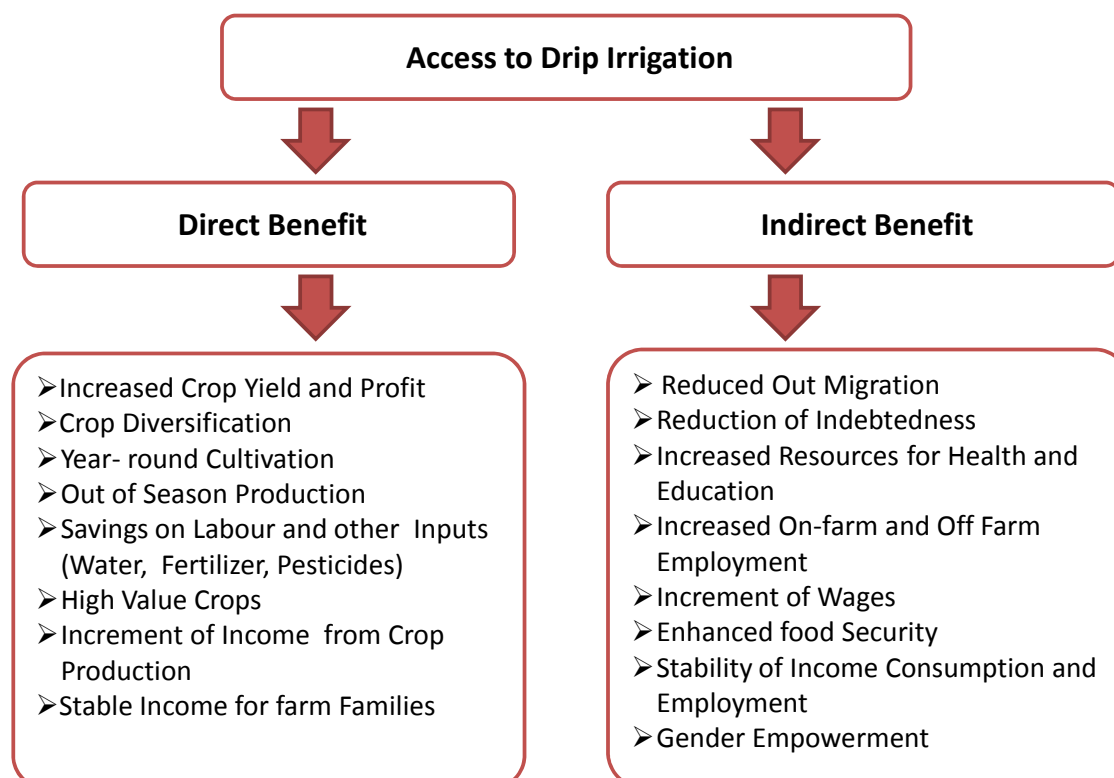 Access to Drip Irrigation
Direct Benefit
➢Increased Crop Yield and Profit
➢Crop Diversification
➢Year- round Cultivation
➢Out of Season Production
➢Savings on Labour and other Inputs
(Water, Fertilizer, Pesticides)
➢High Value Crops
➢Increment of Income from Crop
Production
➢Stable Income for farm Families
Indirect Benefit
➢Reduced Out Migration
➢Reduction of Indebtedness
➢Increased Resources for Health and
Education
➢Increased On-farm and Off Farm
Employment
➢Increment of Wages
➢Enhanced food Security
➢Stability of Income Consumption and
Employment
➢Gender Empowerment